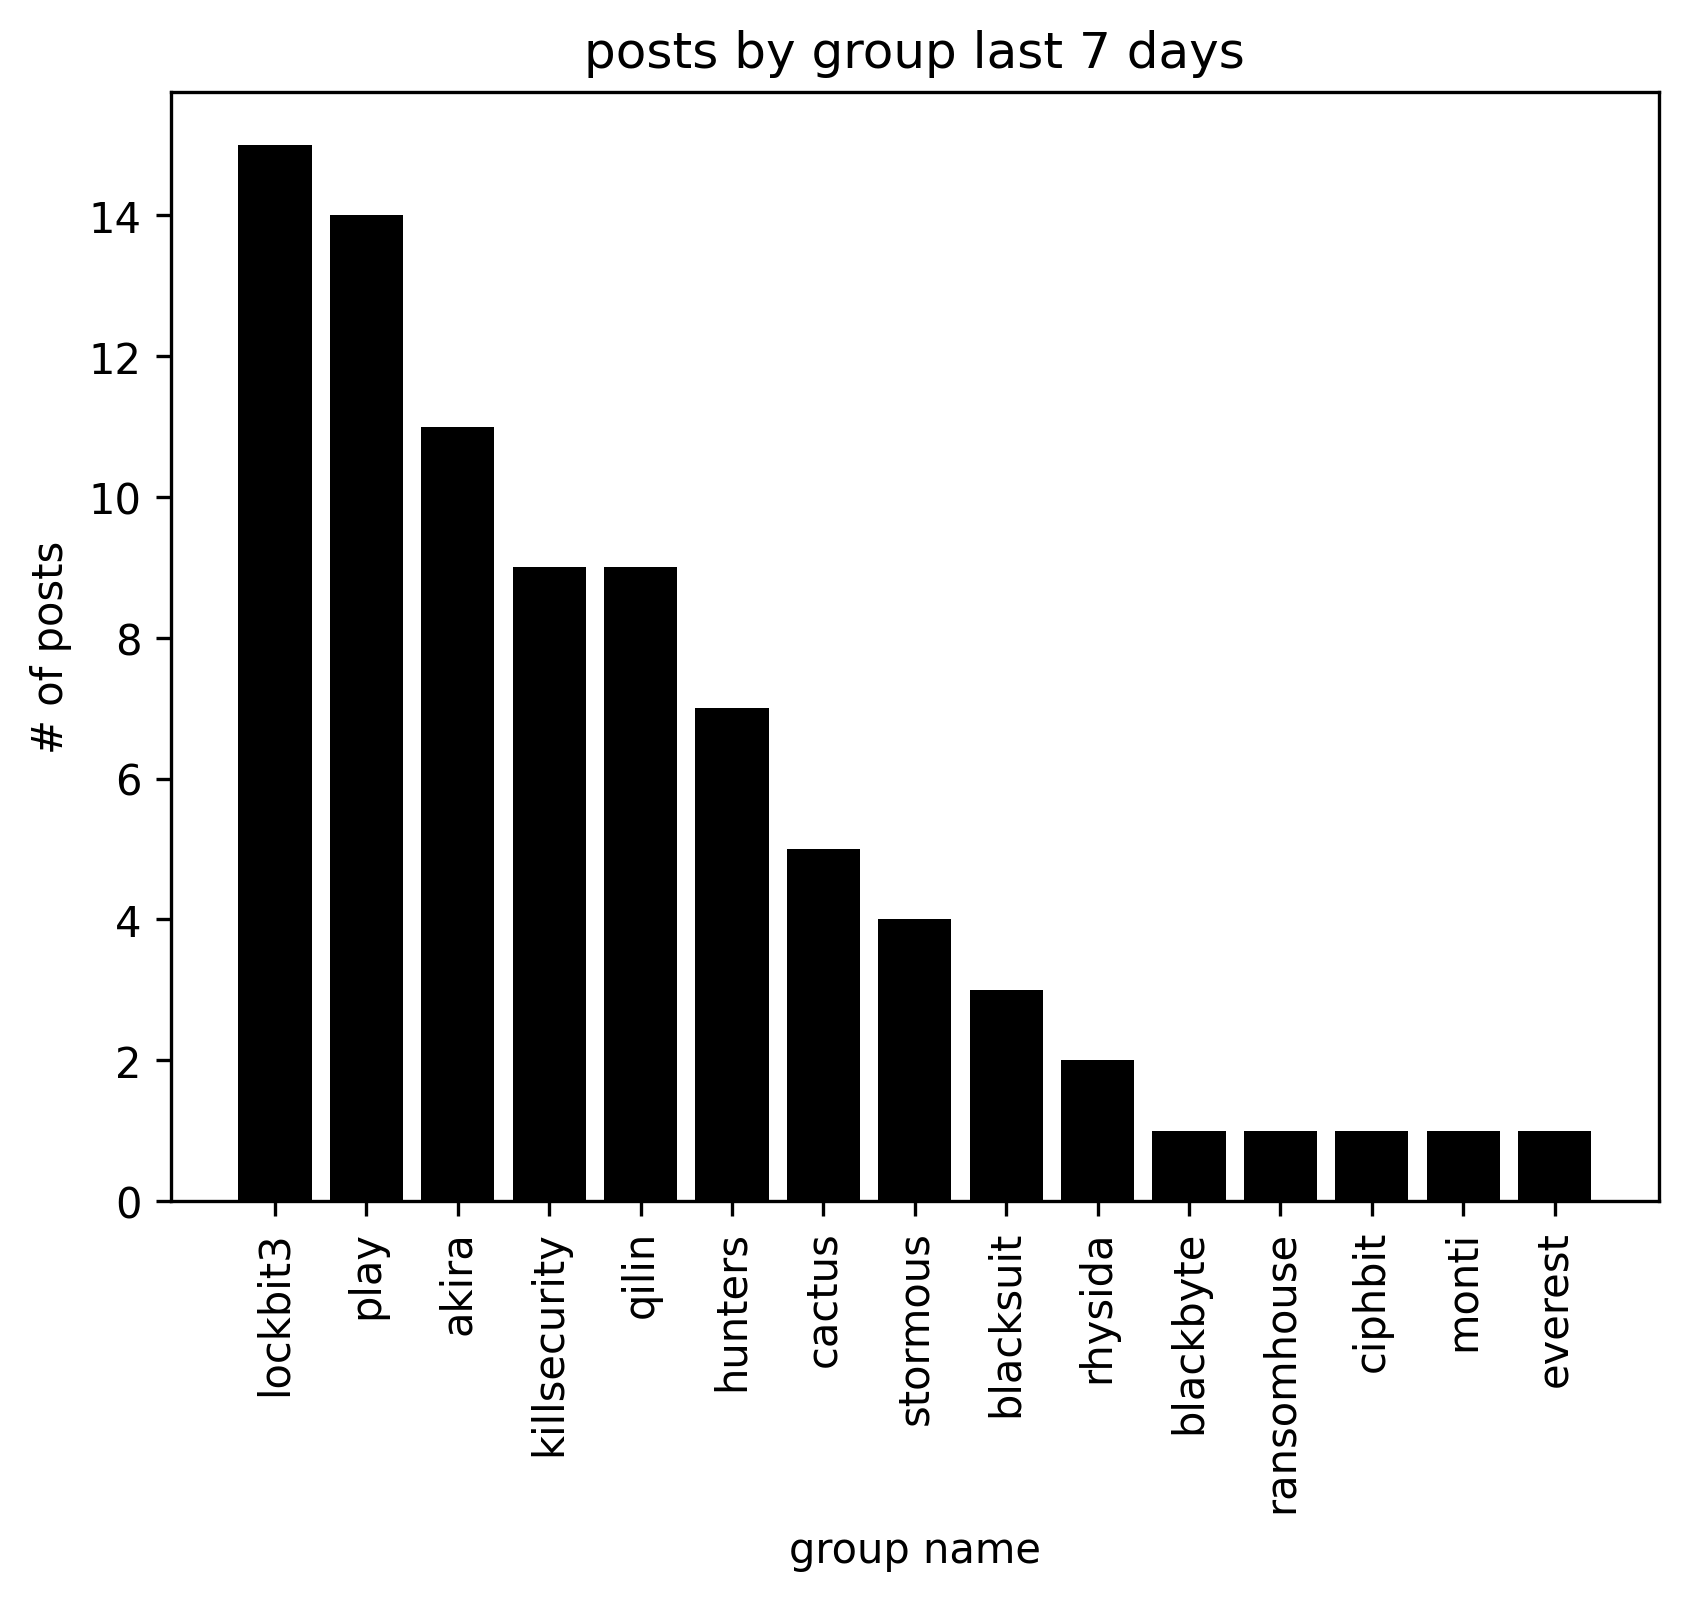 posts by group last 7 days
# of posts
14
12
10
8
6
4
2
0
lockbit3
play
akira
killsecurity
qilin
hunters
cactus
stormous
blacksuit
rhysida
blackbyte
ransomhouse
ciphbit
monti
everest
group name